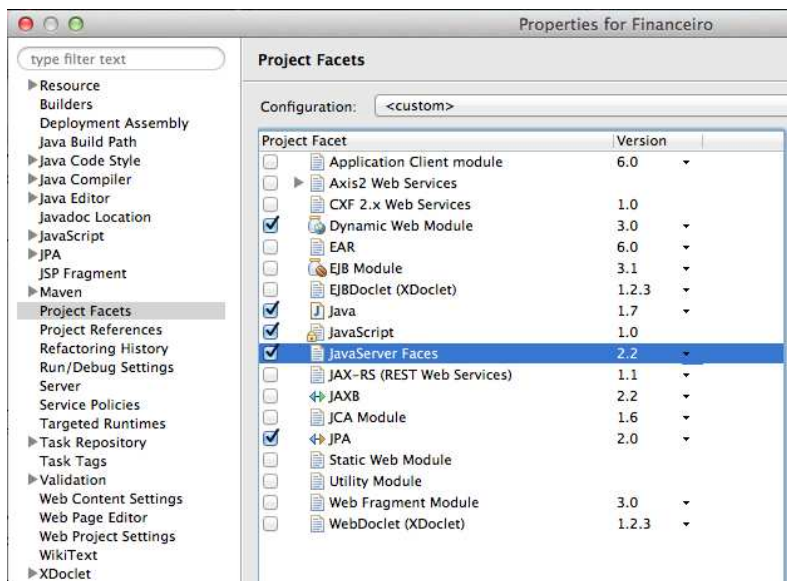 Properties for Financeiro
type filter text
Resource
Builders
Deployment Assembly
Java Build Path
Java Code Style
Java Compiler
Java Editor
Javadoc Location
JavaScript
JPA
JSP Fragment
Maven
Project Facets
Project References
Refactoring History
Run/Debug Settings
Server
Service Policies
Targeted Runtimes
Task Repository
Task Tags
Validation
Web Content Settings
Web Page Editor
Web Project Settings
WikiText
XDoclet
Project Facets
Configuration: <custom>
Project Facet Version
Application Client module 6.0
Axis2 Web Services
CXF 2.x Web Services 1.0
Dynamic Web Module 3.0
EAR 6.0
EJB Module 3.1
EJBDoclet (XDoclet) 1.2.3
Java 1.7
JavaScript 1.0
JavaServer Faces 2.2
JAX-RS (REST Web Services) 1.1
JAXB 2.2
JCA Module 1.6
JPA 2.0
Static Web Module
Utility Module
Web Fragment Module 3.0
WebDoclet (XDoclet) 1.2.3